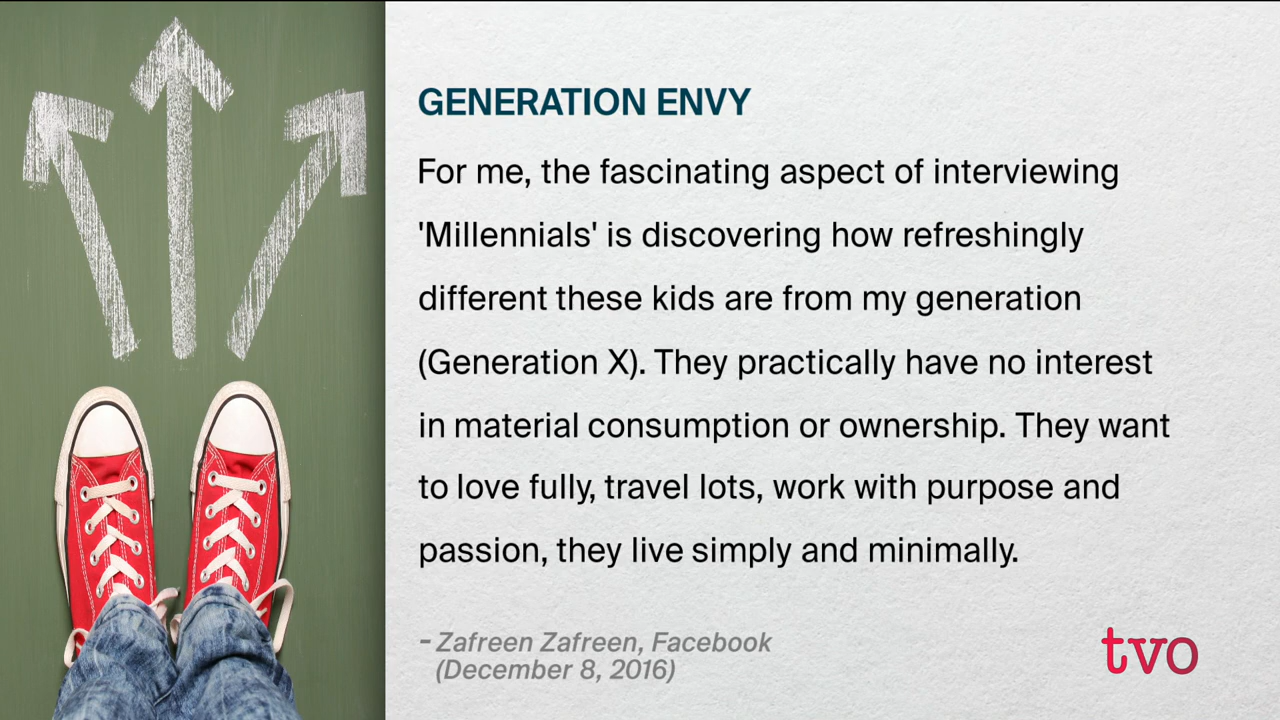 GENERATION ENVY
For me, the fascinating aspect of interviewing
'Millennials' is discovering how refreshingly
different these kids are from my generation
(Generation X). They practically have no interest
in material consumption or ownership. They want
to love fully, travel lots, work with purpose and
passion, they live simply and minimally.
- Zafreen Zafreen, Facebook
(December 8, 2016)
tvo